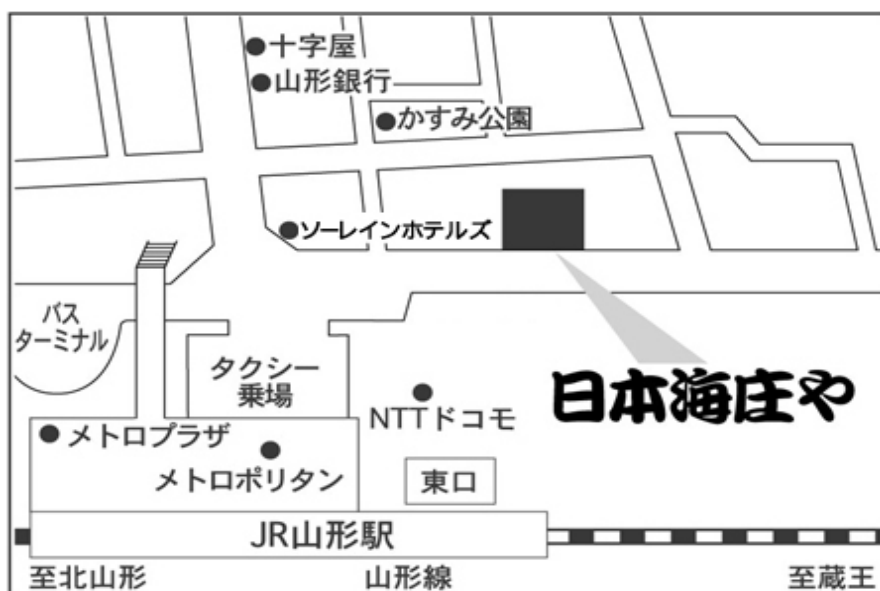 十字屋
山形銀行
かすみ公園
ソーレインホテルズ
バス
ターミナル
タクシー
乗場
日本海庄や
NTTドコモ
メトロプラザ
メトロポリタン
東口
JR山形駅
至北山形
山形線
至蔵王